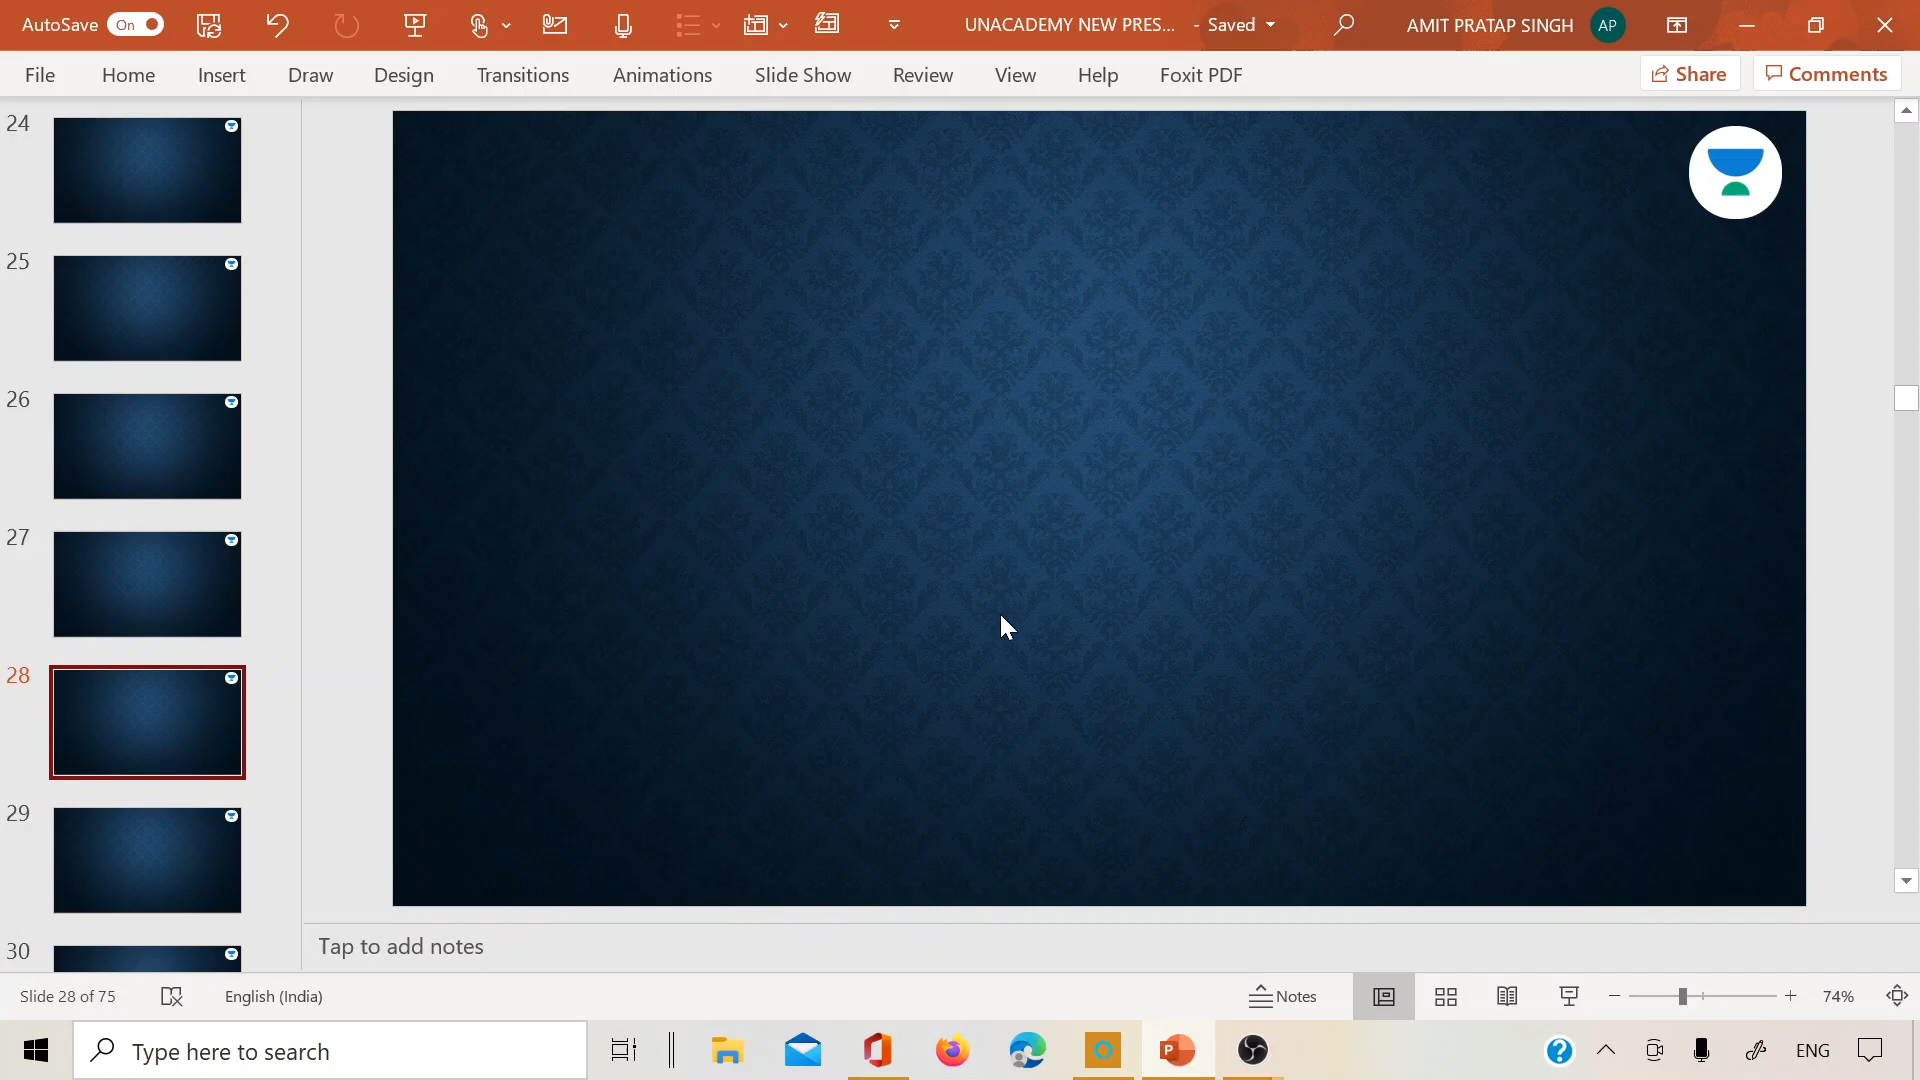 AutoSave On UNACADEMY NEW PRES... - Saved AMIT PRATAP SINGH AP
File Home Insert Draw Design Transitions Animations Slide Show Review View Help Foxit PDF Share Comments
24
25
26
27
28
29
30
Tap to add notes
Slide 28 of 75 English (India) Notes 74%
Type here to search P ? ENG